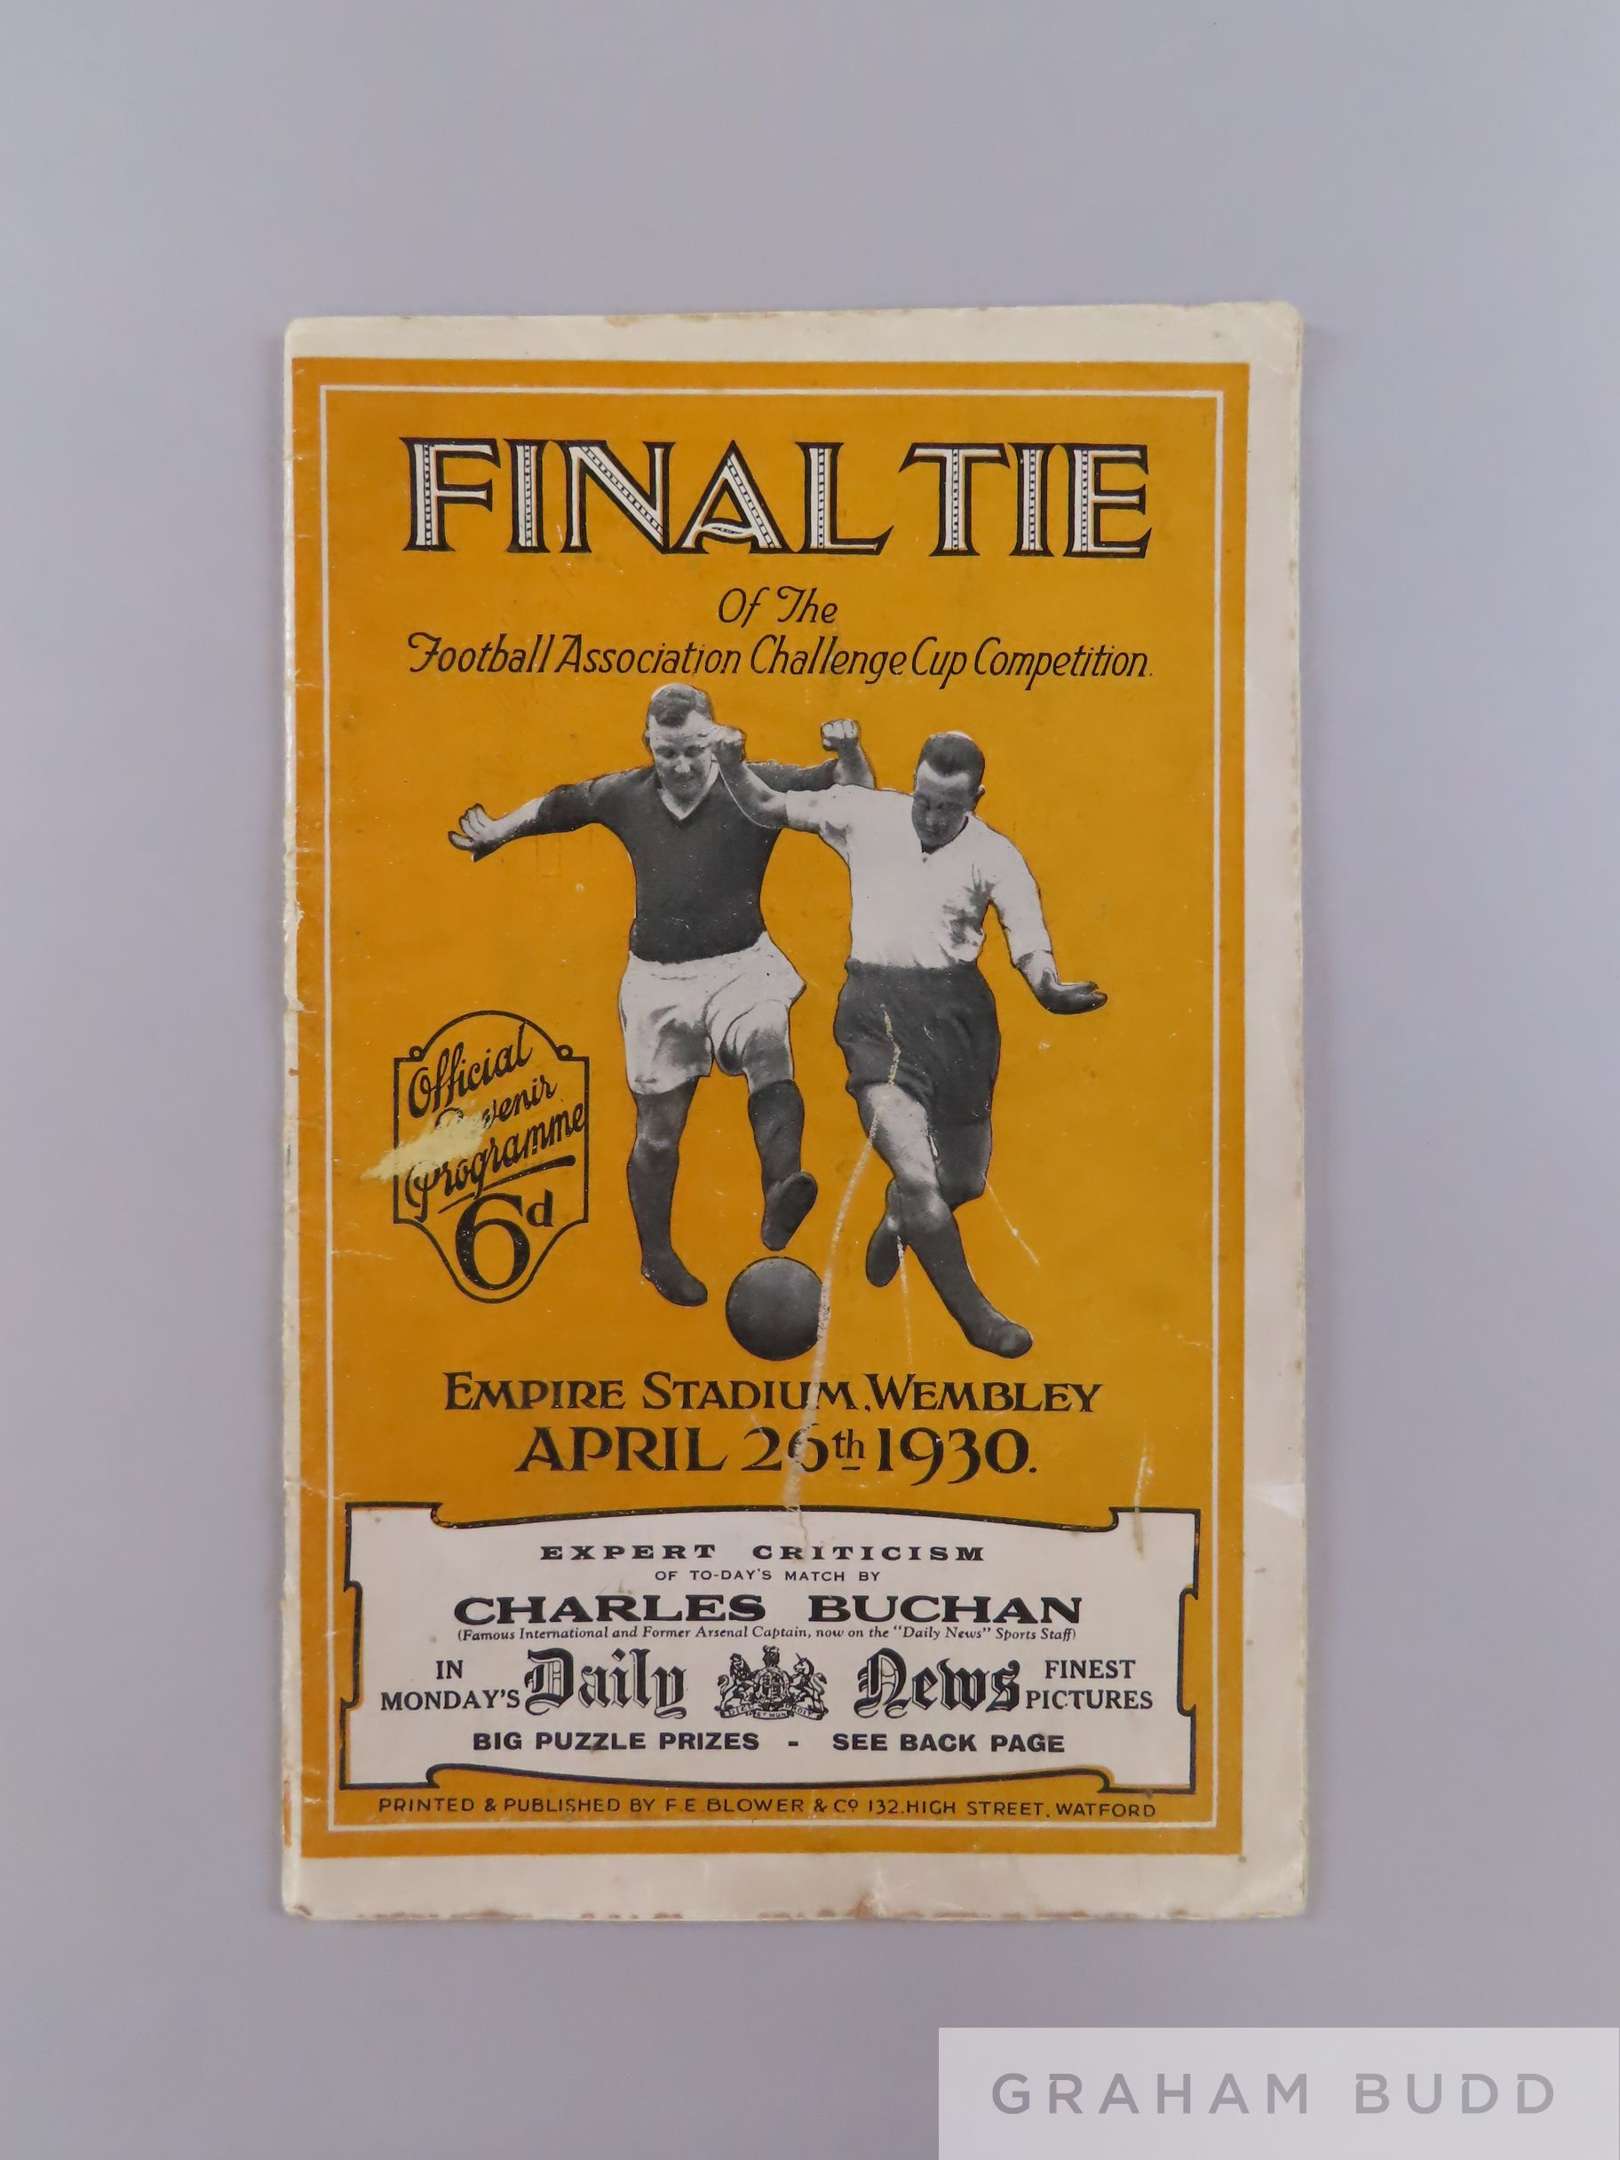 FINAL TIE
Of The
Football Association Challenge Cup Competition.
Official
Programme
6d
EMPIRE STADIUM, WEMBLEY
APRIL 26th 1930.
EXPERT CRITICISM
OF TO-DAY'S MATCH BY
CHARLES BUCHAN
(Famous International and Former Arsenal Captain, now on the "Daily News" Sports Staff)
IN MONDAY'S Daily News FINEST PICTURES
BIG PUZZLE PRIZES - SEE BACK PAGE
PRINTED & PUBLISHED BY F.E. BLOWER & Co 132. HIGH STREET, WATFORD
GRAHAM BUDD